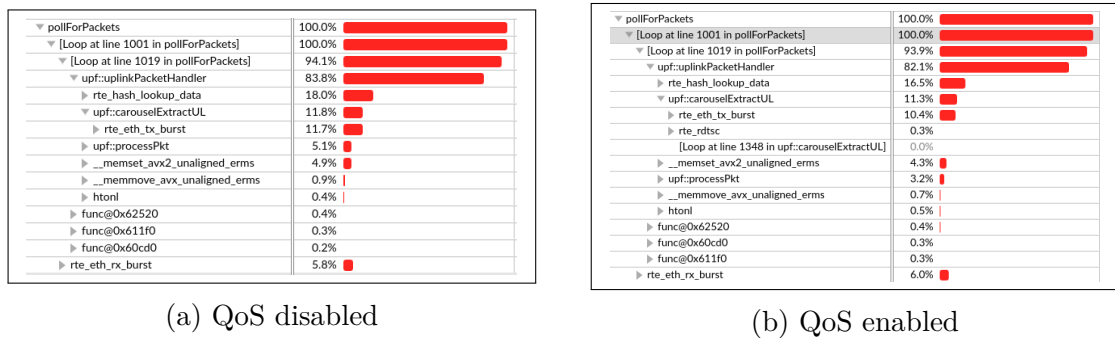 pollForPackets 100.0%
[Loop at line 1001 in pollForPackets] 100.0%
[Loop at line 1019 in pollForPackets] 94.1%
upf::uplinkPacketHandler 83.8%
rte_hash_lookup_data 18.0%
upf::carouselExtractUL 11.8%
rte_eth_tx_burst 11.7%
upf::processPkt 5.1%
__memset_avx2_unaligned_erms 4.9%
__memmove_avx_unaligned_erms 0.9%
htonl 0.4%
func@0x62520 0.4%
func@0x611f0 0.3%
func@0x60cd0 0.2%
rte_eth_rx_burst 5.8%
(a) QoS disabled
pollForPackets 100.0%
[Loop at line 1001 in pollForPackets] 100.0%
[Loop at line 1019 in pollForPackets] 93.9%
upf::uplinkPacketHandler 82.1%
rte_hash_lookup_data 16.5%
upf::carouselExtractUL 11.3%
rte_eth_tx_burst 10.4%
rte_rdtsc 0.3%
[Loop at line 1348 in upf::carouselExtractUL] 0.0%
__memset_avx2_unaligned_erms 4.3%
upf::processPkt 3.2%
__memmove_avx_unaligned_erms 0.7%
htonl 0.5%
func@0x62520 0.4%
func@0x60cd0 0.3%
func@0x611f0 0.3%
rte_eth_rx_burst 6.0%
(b) QoS enabled